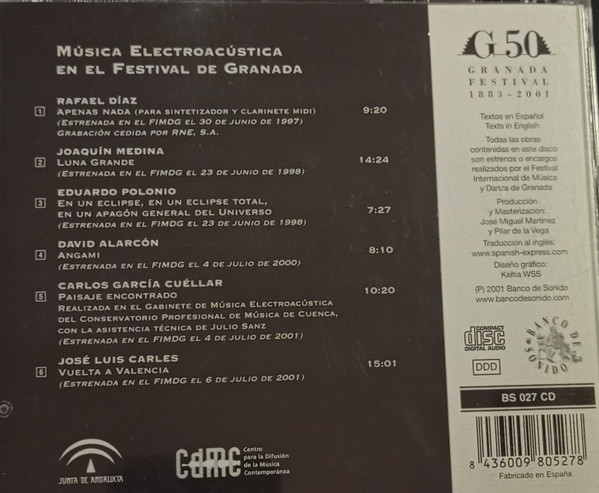 Música Electroacústica
en el Festival de Granada
Rafael Díaz
1 Apenas nada (para sintetizador y clarinete midi) 9:20
(Estrenada en el FIMDG el 30 de junio de 1997)
Grabación cedida por RNE, S.A.
Joaquín Medina
2 Luna Grande 14:24
(Estrenada en el FIMDG el 23 de junio de 1998)
Eduardo Polonio
3 En un eclipse, en un eclipse total,
en un apagón general del Universo 7:27
(Estrenada en el FIMDG el 23 de junio de 1998)
David Alarcón
4 Angami 8:10
(Estrenada en el FIMDG el 4 de julio de 2000)
Carlos García Cuéllar
5 Paisaje encontrado 10:20
Realizada en el Gabinete de Música Electroacústica
del Conservatorio Profesional de Música de Cuenca,
con la asistencia técnica de Julio Sanz
(Estrenada en el FIMDG el 4 de julio de 2001)
José Luis Carles
6 Vuelta a Valencia 15:01
(Estrenada en el FIMDG el 6 de julio de 2001)
JUNTA DE ANDALUCIA
cdmc
Centro
para la Difusión
de la Música
Contemporánea
G50
GRANADA
FESTIVAL
1883–2001
Textos en Español
Texts in English
Todas las obras
contenidas en este disco
son estrenos o encargos
realizados por el Festival
Internacional de Música
y Danza de Granada
Producción
y Masterización:
José Miguel Martínez
y Pilar de la Vega
Traducción al inglés:
www.spanish-express.com
Diseño gráfico:
Keltia WSS
(P) 2001 Banco de Sonido
www.bancodesonido.com
COMPACT
disc
DIGITAL AUDIO
DDD
BANCO DE SONIDO
BS 027 CD
8 436009 805278
Fabricado en España